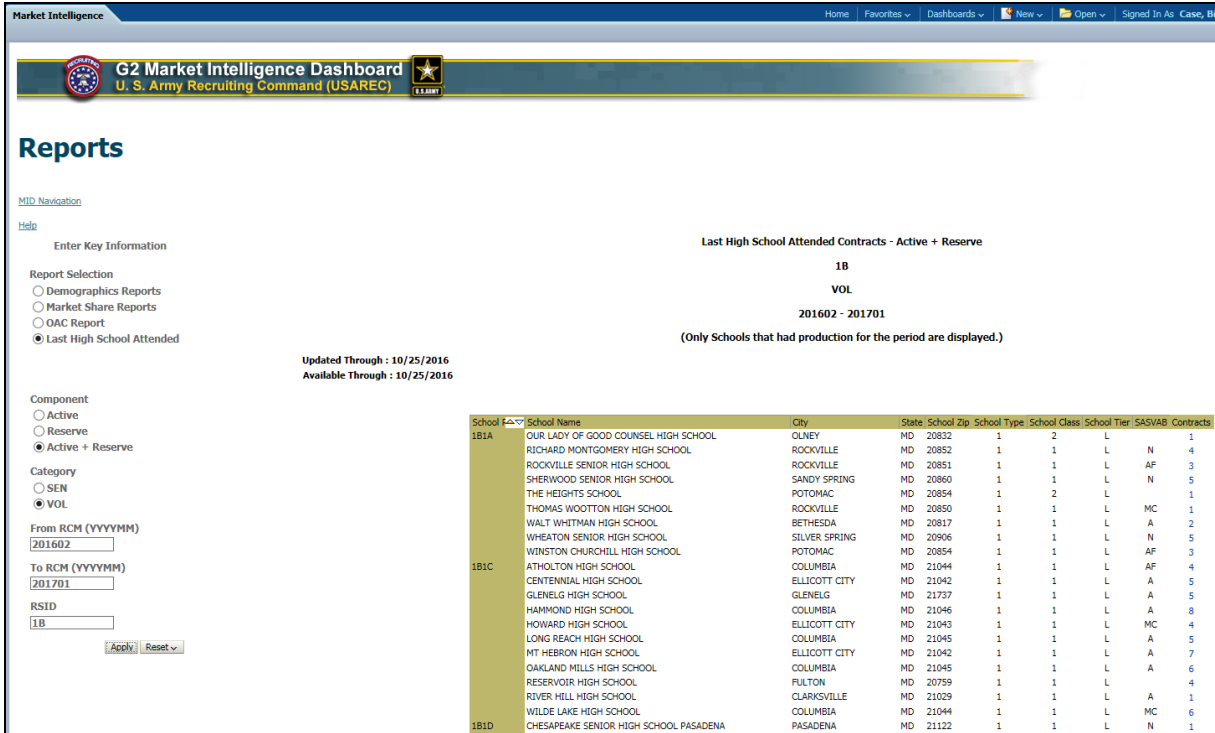 Market Intelligence
Home Favorites Dashboards New Open Signed In As Case, Bi
RECRUITING
G2 Market Intelligence Dashboard
U. S. Army Recruiting Command (USAREC)
U.S.ARMY
Reports
MID Navigation
Help
Enter Key Information
Report Selection
Demographics Reports
Market Share Reports
OAC Report
Last High School Attended
Updated Through : 10/25/2016
Available Through : 10/25/2016
Component
Active
Reserve
Active + Reserve
Category
SEN
VOL
From RCM (YYYYMM)
201602
To RCM (YYYYMM)
201701
RSID
1B
Apply Reset
Last High School Attended Contracts - Active + Reserve
1B
VOL
201602 - 201701
(Only Schools that had production for the period are displayed.)
School School Name City State School Zip School Type School Class School Tier SASVAB Contracts
1B1A OUR LADY OF GOOD COUNSEL HIGH SCHOOL OLNEY MD 20832 1 2 L 1
RICHARD MONTGOMERY HIGH SCHOOL ROCKVILLE MD 20852 1 1 L N 4
ROCKVILLE SENIOR HIGH SCHOOL ROCKVILLE MD 20851 1 1 L AF 3
SHERWOOD SENIOR HIGH SCHOOL SANDY SPRING MD 20860 1 1 L N 5
THE HEIGHTS SCHOOL POTOMAC MD 20854 1 2 L 1
THOMAS WOOTTON HIGH SCHOOL ROCKVILLE MD 20850 1 1 L MC 1
WALT WHITMAN HIGH SCHOOL BETHESDA MD 20817 1 1 L A 2
WHEATON SENIOR HIGH SCHOOL SILVER SPRING MD 20906 1 1 L N 5
WINSTON CHURCHILL HIGH SCHOOL POTOMAC MD 20854 1 1 L AF 3
1B1C ATHOLTON HIGH SCHOOL COLUMBIA MD 21044 1 1 L AF 4
CENTENNIAL HIGH SCHOOL ELLICOTT CITY MD 21042 1 1 L A 5
GLENELG HIGH SCHOOL GLENELG MD 21737 1 1 L A 5
HAMMOND HIGH SCHOOL COLUMBIA MD 21046 1 1 L A 8
HOWARD HIGH SCHOOL ELLICOTT CITY MD 21043 1 1 L MC 4
LONG REACH HIGH SCHOOL COLUMBIA MD 21045 1 1 L A 5
MT HEBRON HIGH SCHOOL ELLICOTT CITY MD 21042 1 1 L A 7
OAKLAND MILLS HIGH SCHOOL COLUMBIA MD 21045 1 1 L A 6
RESERVOIR HIGH SCHOOL FULTON MD 20759 1 1 L 4
RIVER HILL HIGH SCHOOL CLARKSVILLE MD 21029 1 1 L A 1
WILDE LAKE HIGH SCHOOL COLUMBIA MD 21044 1 1 L MC 6
1B1D CHESAPEAKE SENIOR HIGH SCHOOL PASADENA PASADENA MD 21122 1 1 L N 1